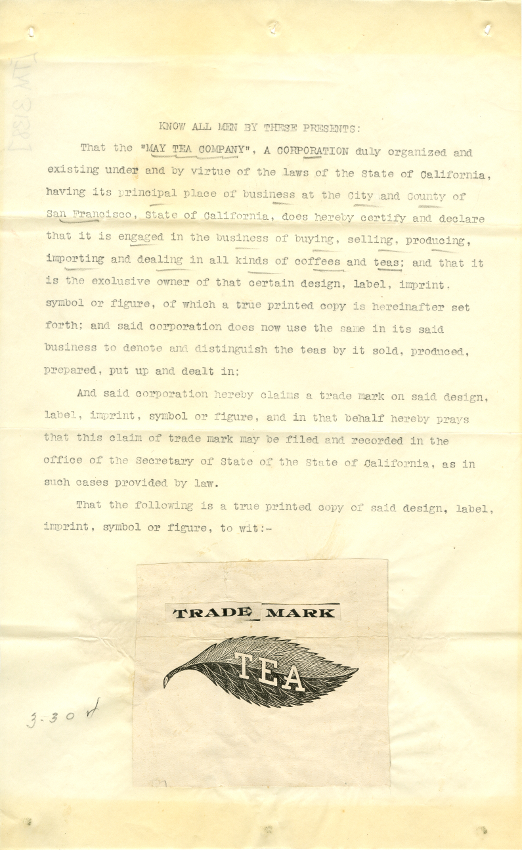 KNOW ALL MEN BY THESE PRESENTS:
That the "MAY TEA COMPANY", A CORPORATION duly organized and
existing under and by virtue of the laws of the State of California,
having its principal place of business at the City and County of
San Francisco, State of California, does hereby certify and declare
that it is engaged in the business of buying, selling, producing,
importing and dealing in all kinds of coffees and teas; and that it
is the exclusive owner of that certain design, label, imprint,
symbol or figure, of which a true printed copy is hereinafter set
forth; and said corporation does now use the same in its said
business to denote and distinguish the teas by it sold, produced,
prepared, put up and dealt in;
And said corporation hereby claims a trade mark on said design,
label, imprint, symbol or figure, and in that behalf hereby prays
that this claim of trade mark may be filed and recorded in the
office of the Secretary of State of the State of California, as in
such cases provided by law.
That the following is a true printed copy of said design, label,
imprint, symbol or figure, to wit:-
TRADE MARK
TEA
3-30